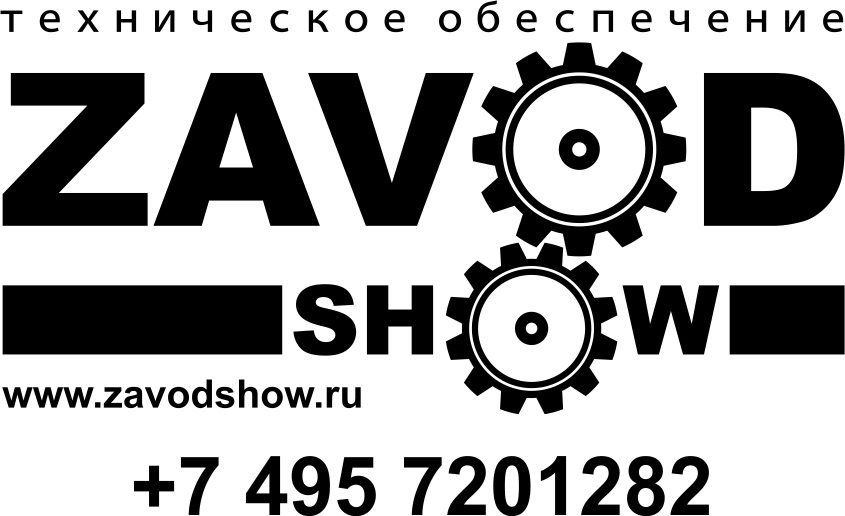 техническое обеспечение
ZAVOD
SHOW
www.zavodshow.ru
+7 495 7201282